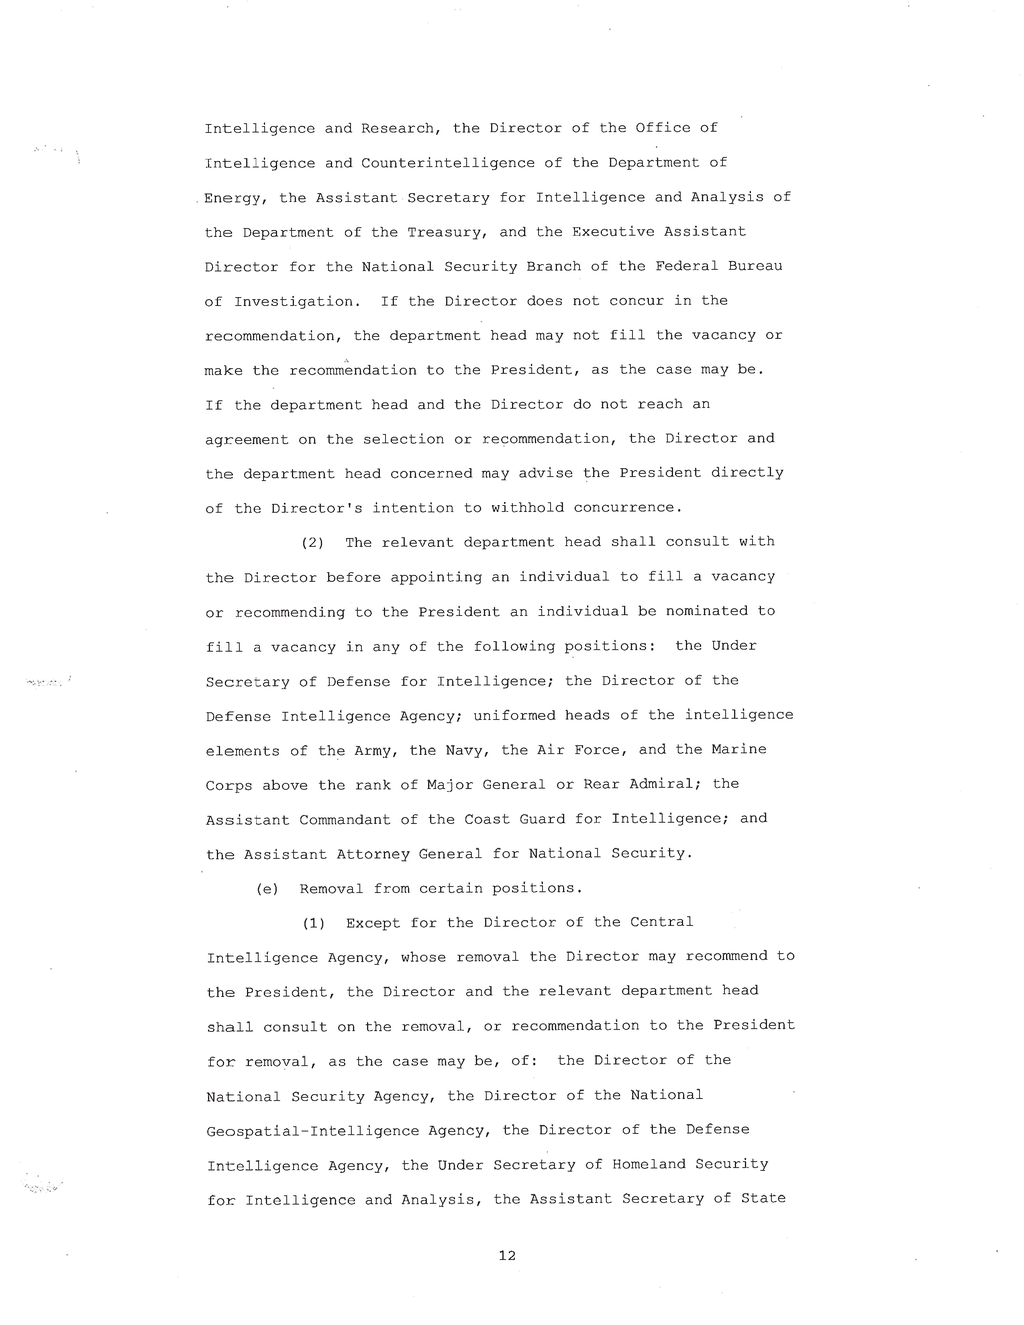 Intelligence and Research, the Director of the Office of
Intelligence and Counterintelligence of the Department of
Energy, the Assistant Secretary for Intelligence and Analysis of
the Department of the Treasury, and the Executive Assistant
Director for the National Security Branch of the Federal Bureau
of Investigation.  If the Director does not concur in the
recommendation, the department head may not fill the vacancy or
make the recommendation to the President, as the case may be.
If the department head and the Director do not reach an
agreement on the selection or recommendation, the Director and
the department head concerned may advise the President directly
of the Director's intention to withhold concurrence.
(2)  The relevant department head shall consult with
the Director before appointing an individual to fill a vacancy
or recommending to the President an individual be nominated to
fill a vacancy in any of the following positions:  the Under
Secretary of Defense for Intelligence; the Director of the
Defense Intelligence Agency; uniformed heads of the intelligence
elements of the Army, the Navy, the Air Force, and the Marine
Corps above the rank of Major General or Rear Admiral; the
Assistant Commandant of the Coast Guard for Intelligence; and
the Assistant Attorney General for National Security.
(e)  Removal from certain positions.
(1)  Except for the Director of the Central
Intelligence Agency, whose removal the Director may recommend to
the President, the Director and the relevant department head
shall consult on the removal, or recommendation to the President
for removal, as the case may be, of:  the Director of the
National Security Agency, the Director of the National
Geospatial-Intelligence Agency, the Director of the Defense
Intelligence Agency, the Under Secretary of Homeland Security
for Intelligence and Analysis, the Assistant Secretary of State
12